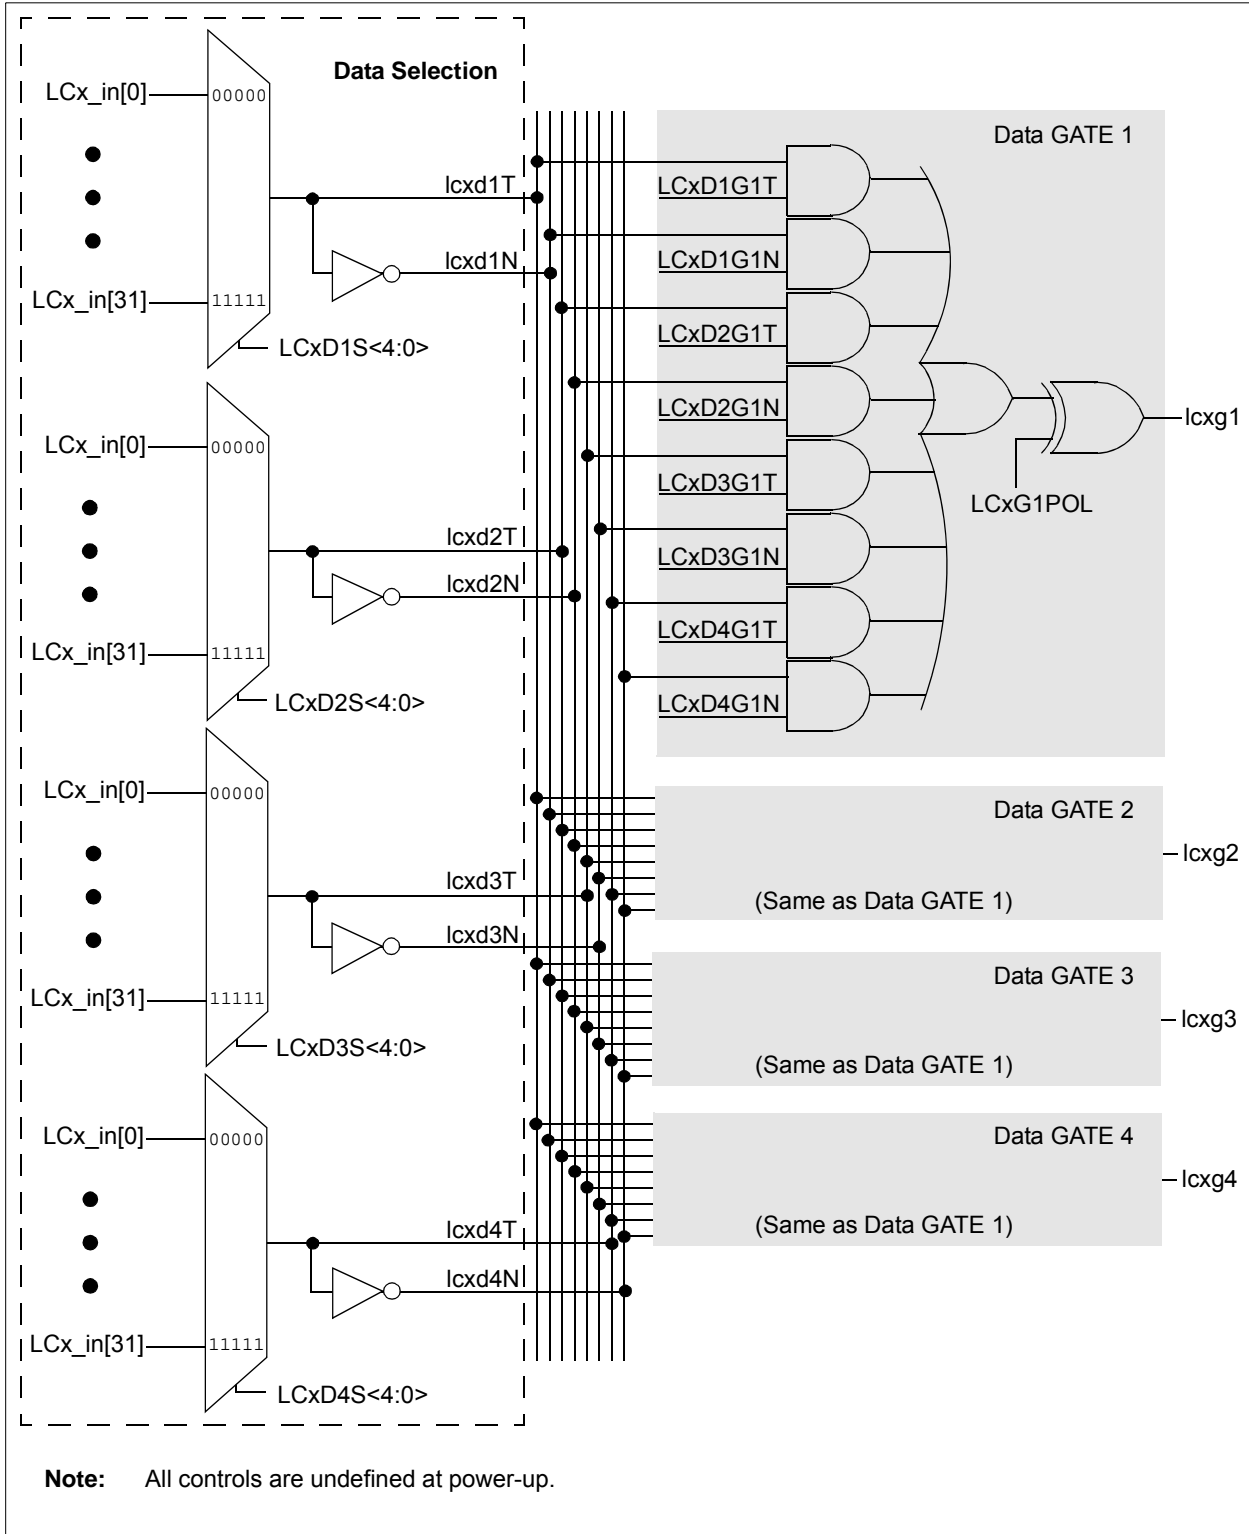 Data Selection
LCx_in[0]
00000
LCx_in[31]
11111
LCxD1S<4:0>
lcxd1T
lcxd1N
LCx_in[0]
00000
LCx_in[31]
11111
LCxD2S<4:0>
lcxd2T
lcxd2N
LCx_in[0]
00000
LCx_in[31]
11111
LCxD3S<4:0>
lcxd3T
lcxd3N
LCx_in[0]
00000
LCx_in[31]
11111
LCxD4S<4:0>
lcxd4T
lcxd4N
Data GATE 1
LCxD1G1T
LCxD1G1N
LCxD2G1T
LCxD2G1N
LCxD3G1T
LCxD3G1N
LCxD4G1T
LCxD4G1N
LCxG1POL
lcxg1
Data GATE 2
(Same as Data GATE 1)
lcxg2
Data GATE 3
(Same as Data GATE 1)
lcxg3
Data GATE 4
(Same as Data GATE 1)
lcxg4
Note: All controls are undefined at power-up.